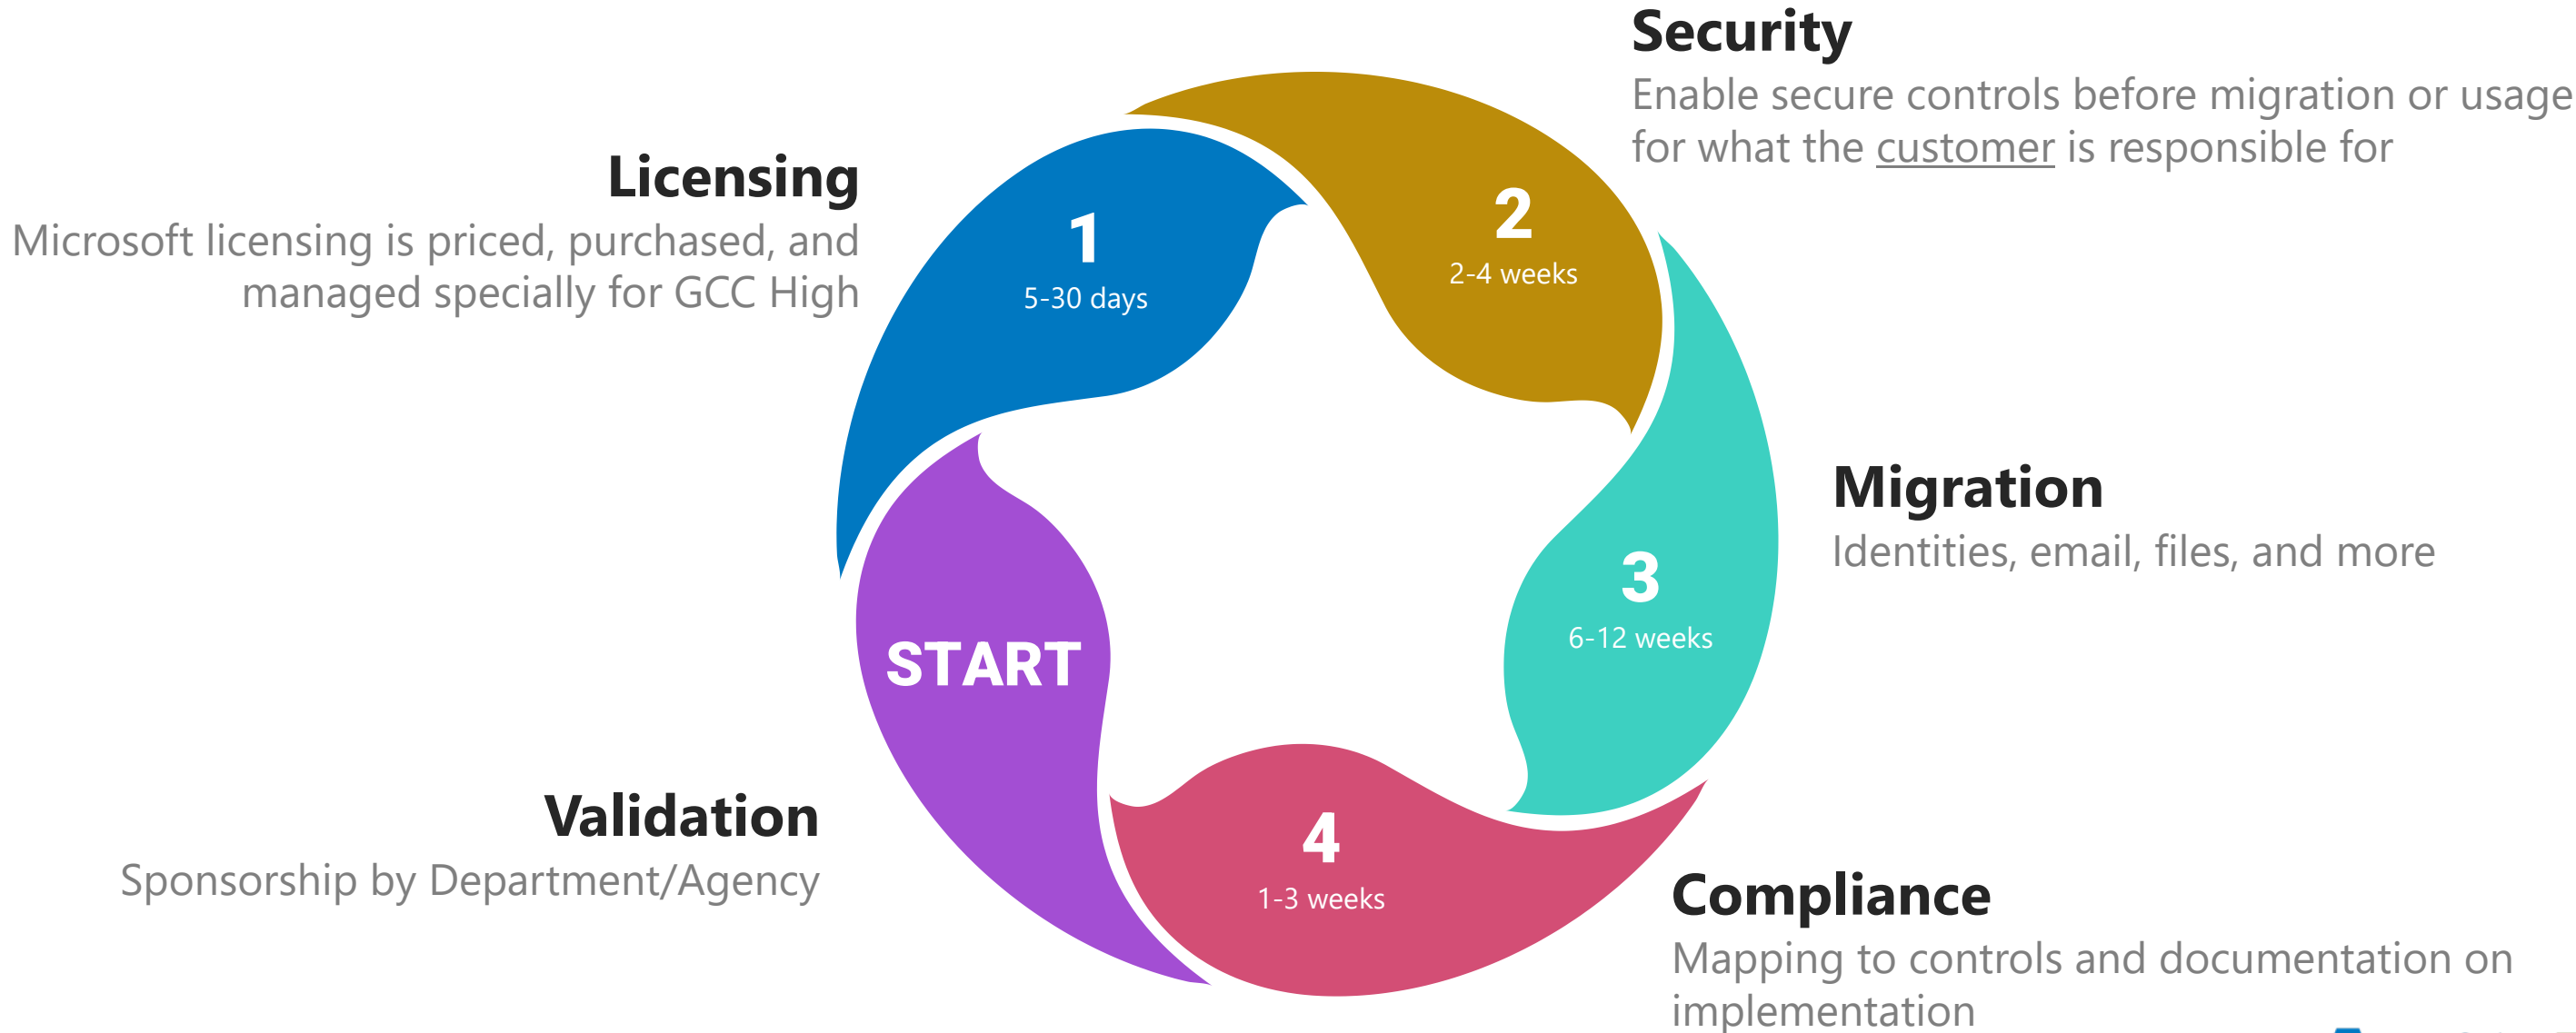 Security
Enable secure controls before migration or usage
for what the customer is responsible for
Licensing
Microsoft licensing is priced, purchased, and
managed specially for GCC High
1
5-30 days
2
2-4 weeks
Migration
Identities, email, files, and more
3
6-12 weeks
START
Validation
Sponsorship by Department/Agency
4
1-3 weeks
Compliance
Mapping to controls and documentation on
implementation